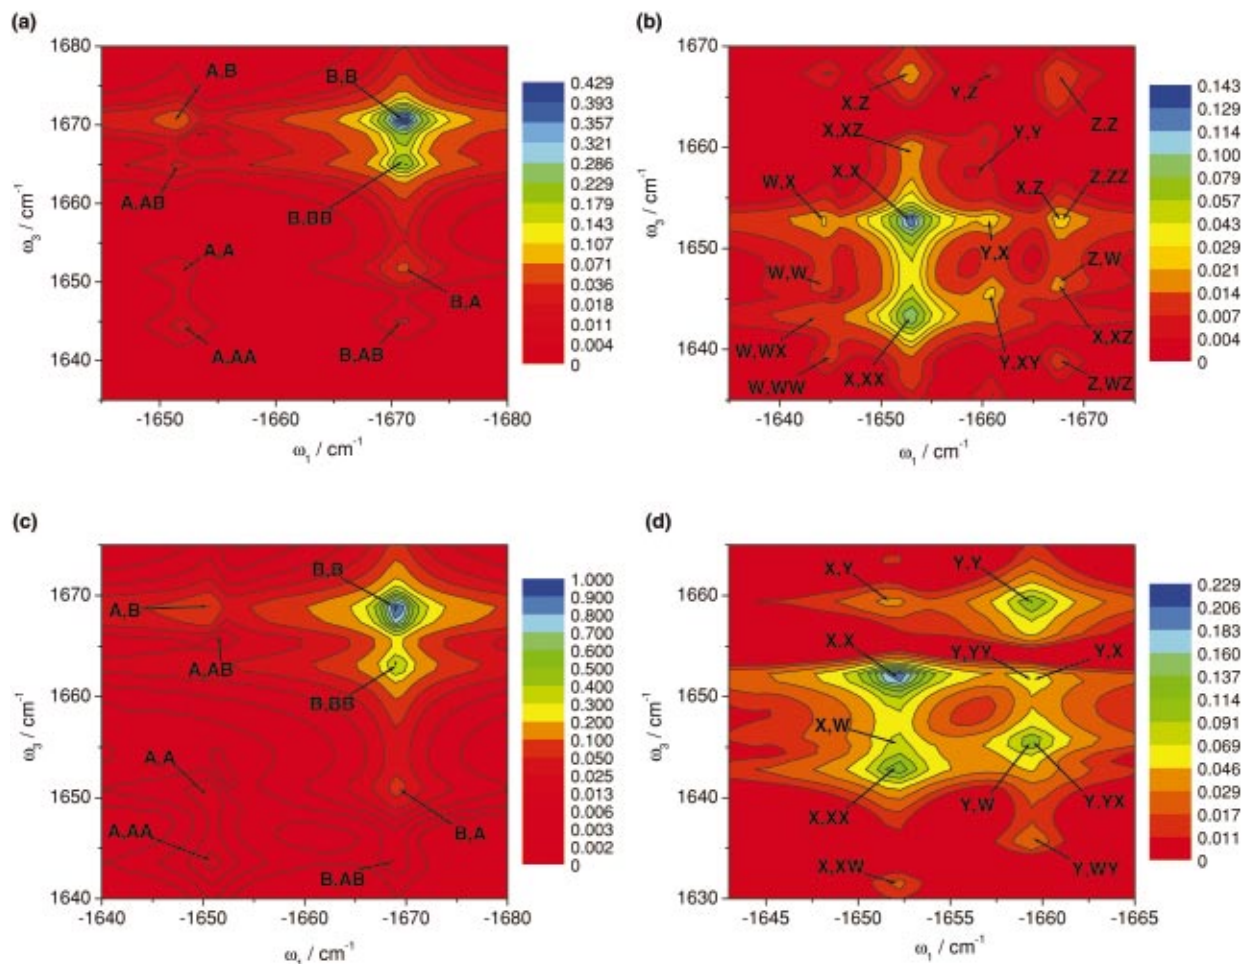 (a)
1680
1670
1660
1650
1640
ω3 / cm-1
A,B
B,B
A,AB
B,BB
A,A
B,A
A,AA
B,AB
-1650
-1660
-1670
-1680
ω1 / cm-1
0.429
0.393
0.357
0.321
0.286
0.229
0.179
0.143
0.107
0.071
0.036
0.018
0.011
0.004
0
(b)
1670
1660
1650
1640
ω3 / cm-1
X,Z
Y,Z
Z,Z
X,XZ
Y,Y
X,X
W,X
X,Z
Z,ZZ
Y,X
W,W
Z,W
W,WX
X,XZ
W,WW
X,XX
Y,XY
Z,WZ
-1640
-1650
-1660
-1670
ω1 / cm-1
0.143
0.129
0.114
0.100
0.079
0.057
0.043
0.029
0.021
0.014
0.007
0.004
0
(c)
1670
1660
1650
1640
ω3 / cm-1
B,B
A,B
A,AB
B,BB
A,A
A,AA
B,A
B,AB
-1640
-1650
-1660
-1670
-1680
ω1 / cm-1
1.000
0.900
0.800
0.700
0.600
0.500
0.400
0.300
0.200
0.100
0.050
0.025
0.013
0.006
0.003
0.002
0
(d)
1660
1650
1640
1630
ω3 / cm-1
X,Y
Y,Y
X,X
Y,YY
Y,X
X,W
X,XX
Y,W
Y,YX
X,XW
Y,WY
-1645
-1650
-1655
-1660
-1665
ω1 / cm-1
0.229
0.206
0.183
0.160
0.137
0.114
0.091
0.069
0.046
0.029
0.017
0.011
0